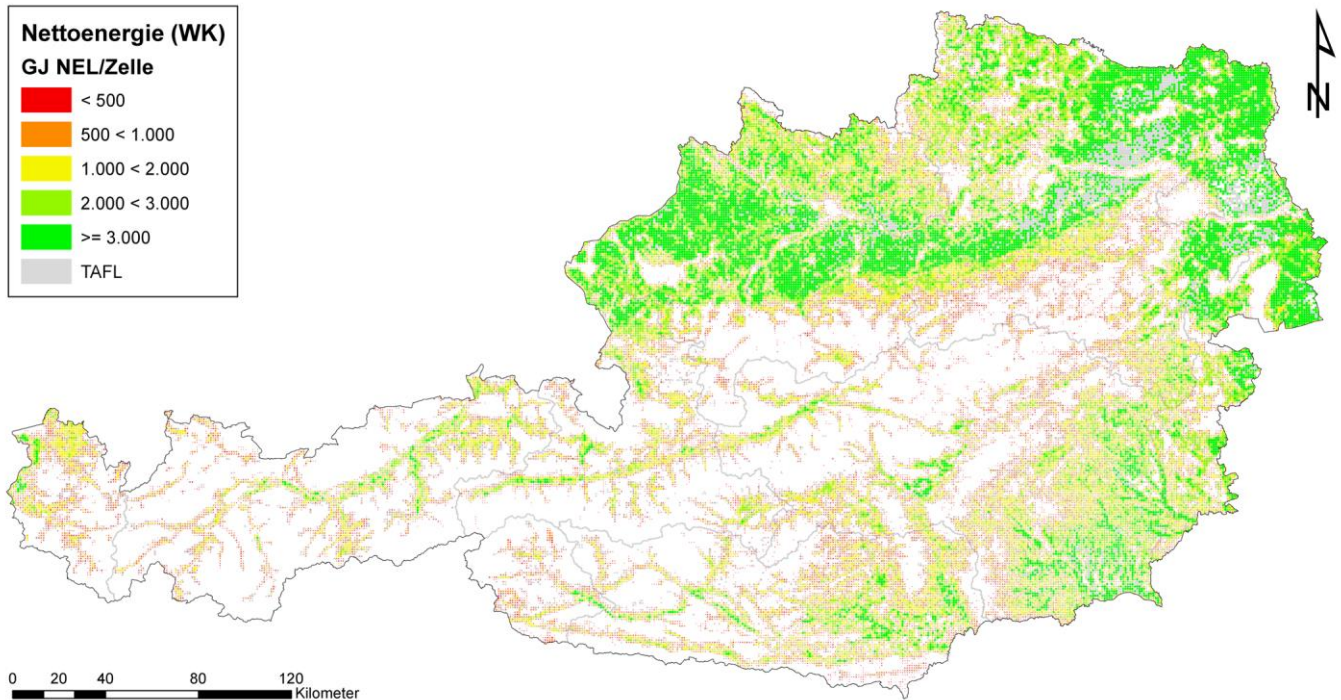 Nettoenergie (WK)
GJ NEL/Zelle
< 500
500 < 1.000
1.000 < 2.000
2.000 < 3.000
>= 3.000
TAFL
N
0 20 40 80 120
Kilometer